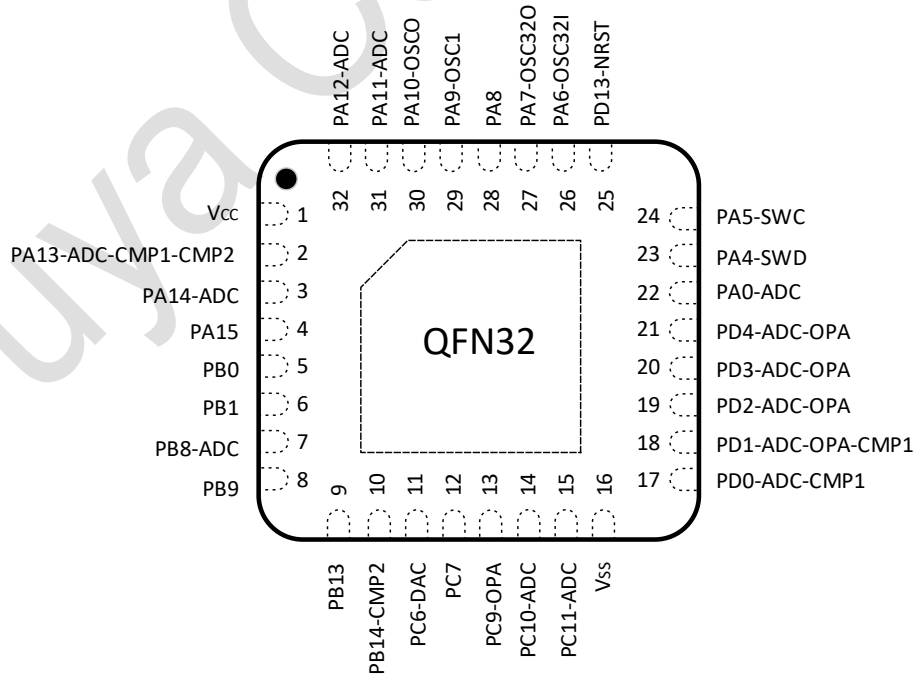 PA12-ADC
PA11-ADC
PA10-OSCO
PA9-OSC1
PA8
PA7-OSC32O
PA6-OSC32I
PD13-NRST
32
31
30
29
28
27
26
25
Vcc 1
PA13-ADC-CMP1-CMP2 2
PA14-ADC 3
PA15 4
PB0 5
PB1 6
PB8-ADC 7
PB9 8
QFN32
24 PA5-SWC
23 PA4-SWD
22 PA0-ADC
21 PD4-ADC-OPA
20 PD3-ADC-OPA
19 PD2-ADC-OPA
18 PD1-ADC-OPA-CMP1
17 PD0-ADC-CMP1
9
10
11
12
13
14
15
16
PB13
PB14-CMP2
PC6-DAC
PC7
PC9-OPA
PC10-ADC
PC11-ADC
Vss